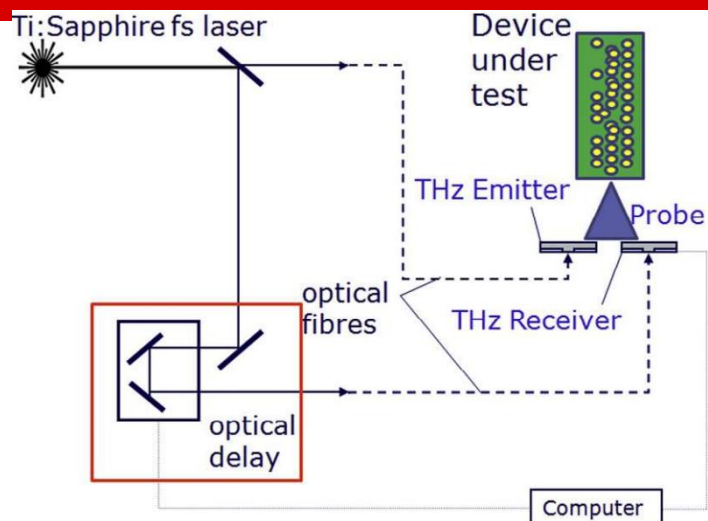 Ti:Sapphire fs laser
Device
under
test
THz Emitter
Probe
optical
fibres
THz Receiver
optical
delay
Computer